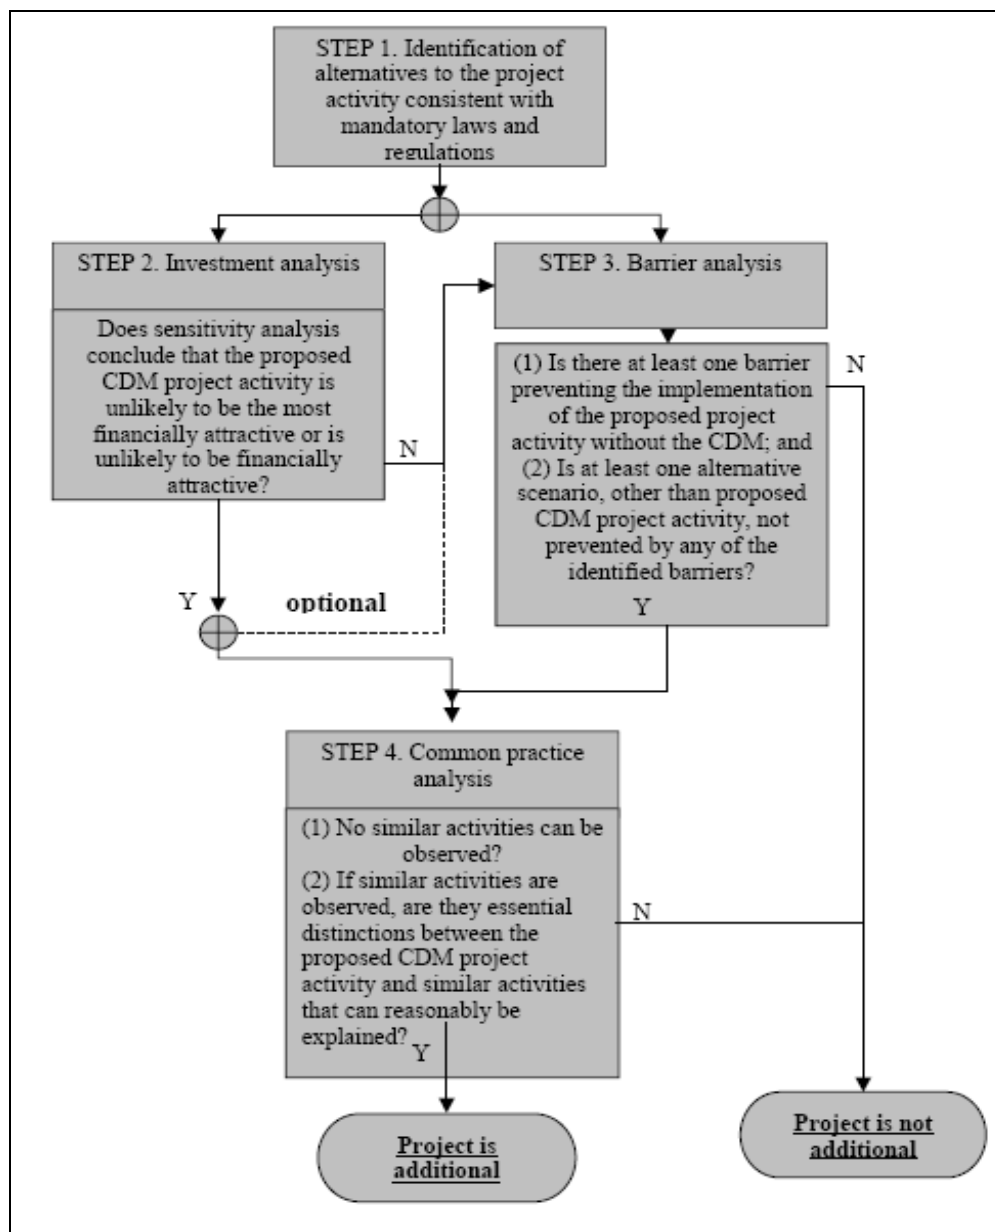 STEP 1. Identification of
alternatives to the project
activity consistent with
mandatory laws and
regulations
STEP 2. Investment analysis
Does sensitivity analysis
conclude that the proposed
CDM project activity is
unlikely to be the most
financially attractive or is
unlikely to be financially
attractive?
N
Y
optional
STEP 3. Barrier analysis
(1) Is there at least one barrier
preventing the implementation
of the proposed project
activity without the CDM; and
(2) Is at least one alternative
scenario, other than proposed
CDM project activity, not
prevented by any of the
identified barriers?
N
Y
STEP 4. Common practice
analysis
(1) No similar activities can be
observed?
(2) If similar activities are
observed, are they essential
distinctions between the
proposed CDM project
activity and similar activities
that can reasonably be
explained?
N
Y
Project is
additional
Project is not
additional